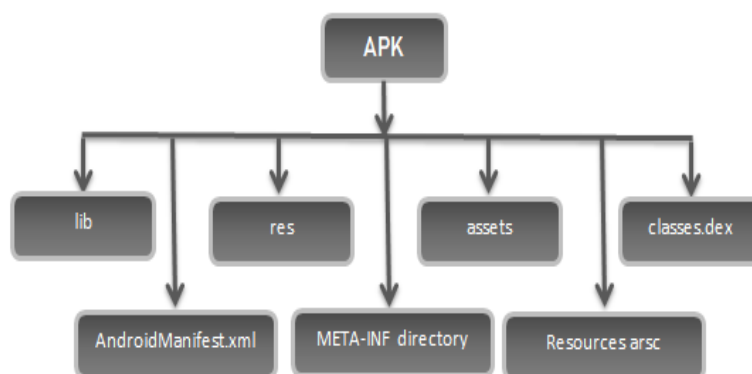 APK
lib
res
assets
classes.dex
AndroidManifest.xml
META-INF directory
Resources arsc